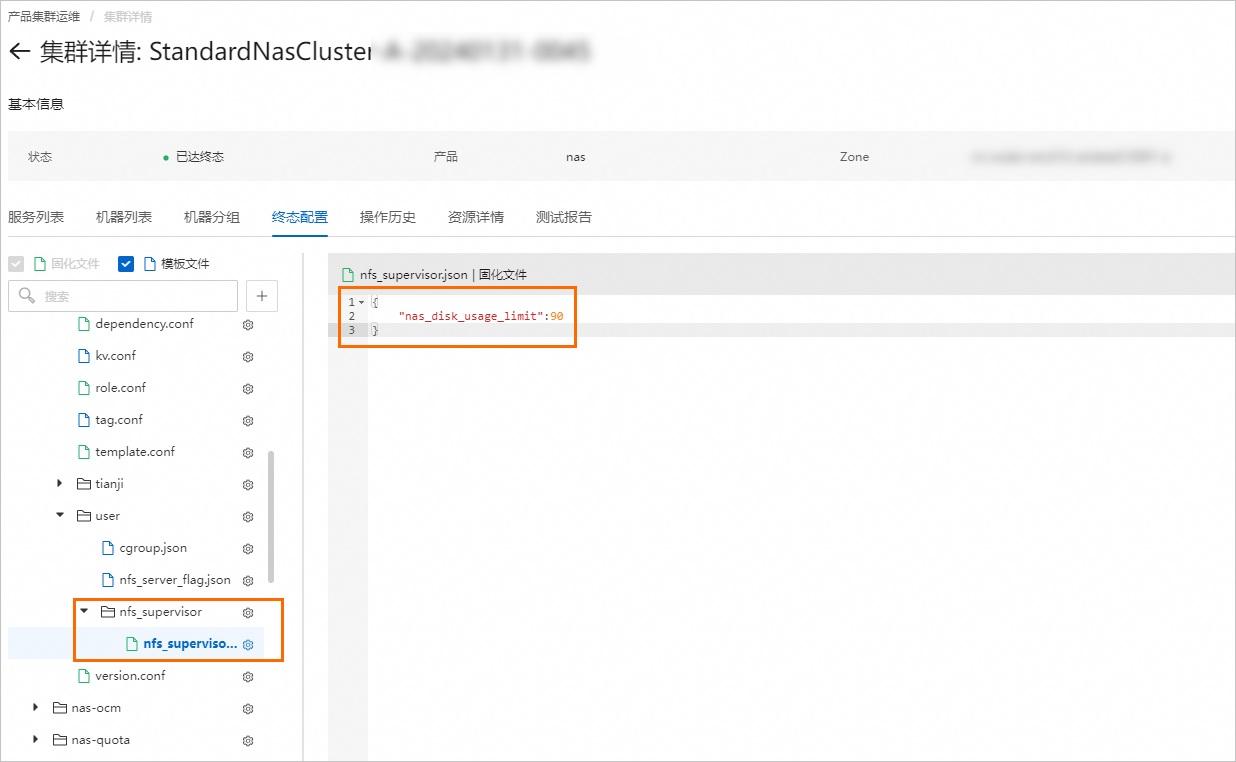 产品集群运维 / 集群详情
集群详情: StandardNasCluster
基本信息
状态 已达终态 产品 nas Zone
服务列表 机器列表 机器分组 终态配置 操作历史 资源详情 测试报告
固化文件 模板文件
搜索
dependency.conf
kv.conf
role.conf
tag.conf
template.conf
tianji
user
cgroup.json
nfs_server_flag.json
nfs_supervisor
nfs_superviso...
version.conf
nas-ocm
nas-quota
nfs_supervisor.json | 固化文件
1 {
2 "nas_disk_usage_limit":90
3 }